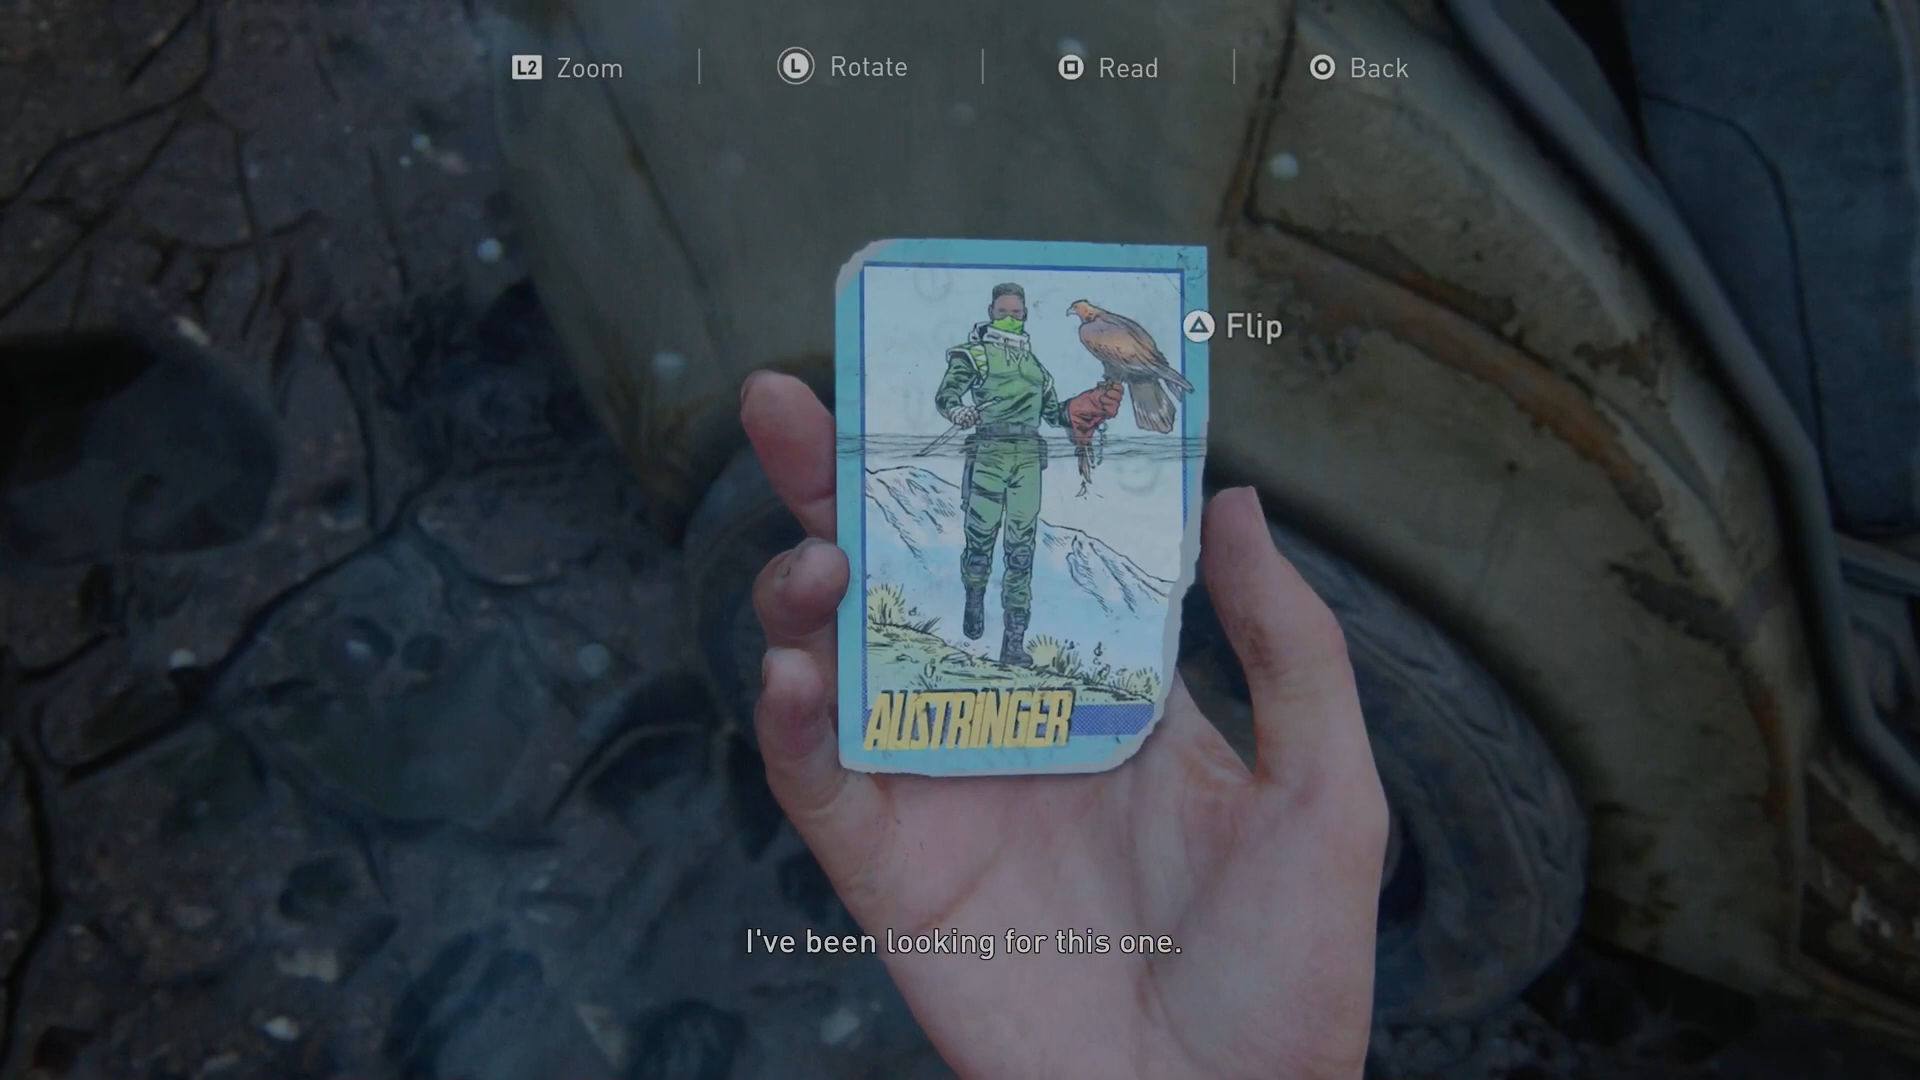 L2 Zoom
L Rotate
Read
Back
Flip
AUSTRINGER
I've been looking for this one.